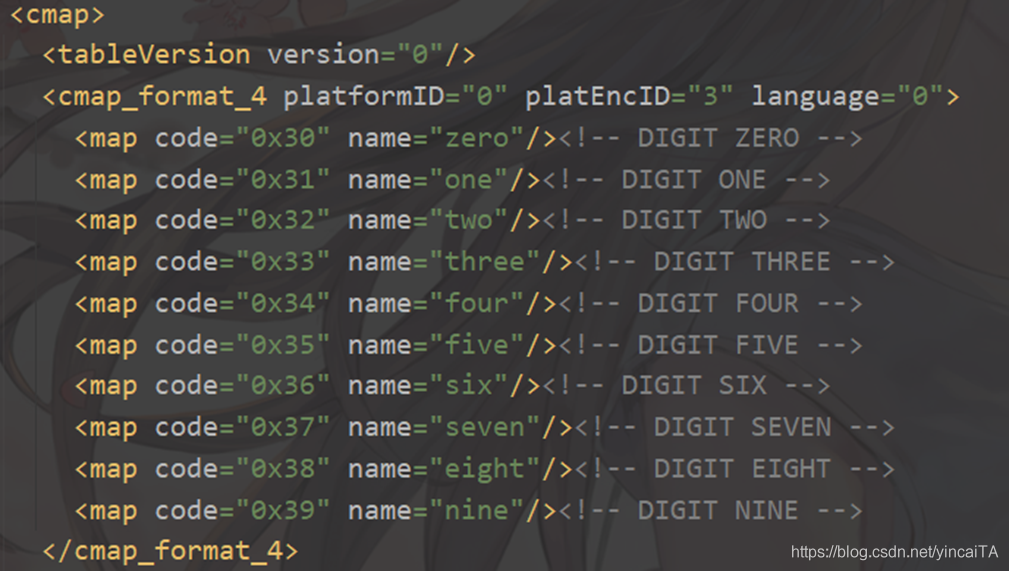 <cmap>
<tableVersion version="0"/>
<cmap_format_4 platformID="0" platEncID="3" language="0">
<map code="0x30" name="zero"/><!-- DIGIT ZERO -->
<map code="0x31" name="one"/><!-- DIGIT ONE -->
<map code="0x32" name="two"/><!-- DIGIT TWO -->
<map code="0x33" name="three"/><!-- DIGIT THREE -->
<map code="0x34" name="four"/><!-- DIGIT FOUR -->
<map code="0x35" name="five"/><!-- DIGIT FIVE -->
<map code="0x36" name="six"/><!-- DIGIT SIX -->
<map code="0x37" name="seven"/><!-- DIGIT SEVEN -->
<map code="0x38" name="eight"/><!-- DIGIT EIGHT -->
<map code="0x39" name="nine"/><!-- DIGIT NINE -->
</cmap_format_4>
https://blog.csdn.net/yincaiTA